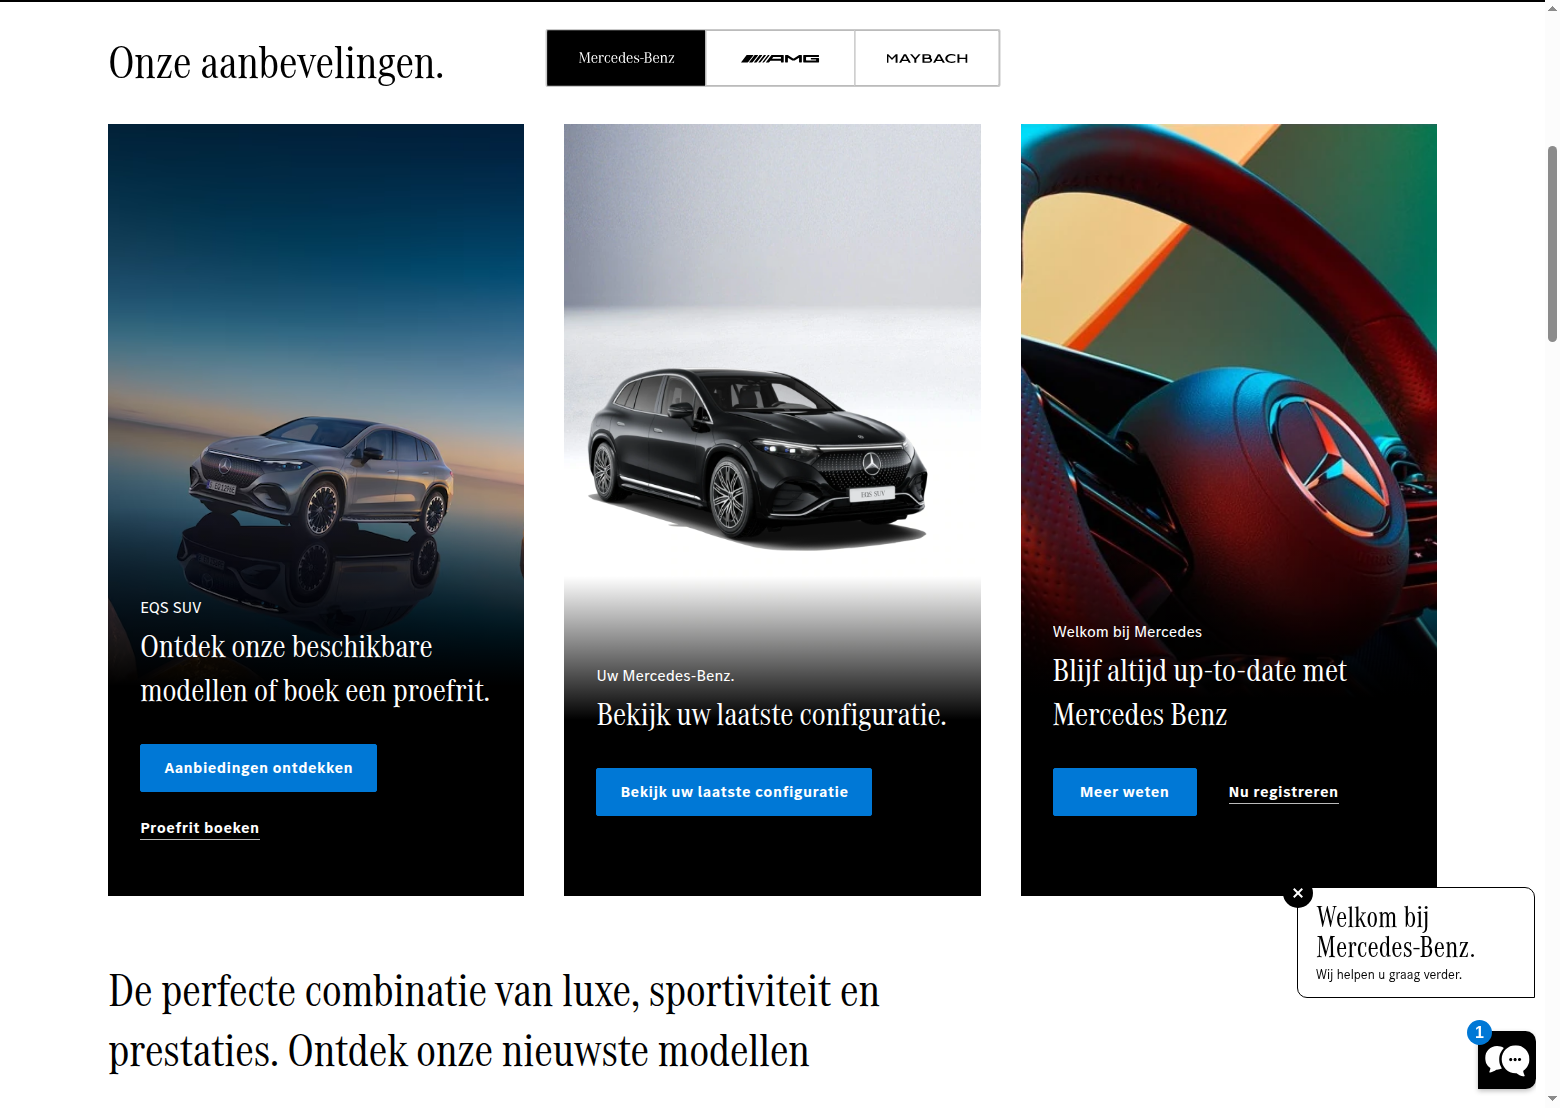 Onze aanbevelingen.
Mercedes-Benz
AMG
MAYBACH
EQS SUV
Ontdek onze beschikbare
modellen of boek een proefrit.
Aanbiedingen ontdekken
Proefrit boeken
EQS SUV
Uw Mercedes-Benz.
Bekijk uw laatste configuratie.
Bekijk uw laatste configuratie
Welkom bij Mercedes
Blijf altijd up-to-date met
Mercedes Benz
Meer weten
Nu registreren
Welkom bij
Mercedes-Benz.
Wij helpen u graag verder.
1
De perfecte combinatie van luxe, sportiviteit en
prestaties. Ontdek onze nieuwste modellen